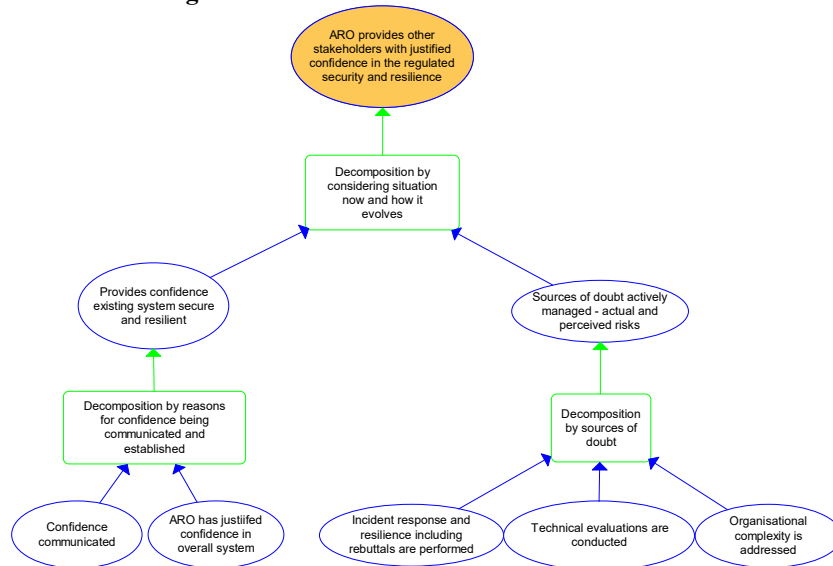 ARO provides other
stakeholders with justified
confidence in the regulated
security and resilience
Decomposition by
considering situation
now and how it
evolves
Provides confidence
existing system secure
and resilient
Sources of doubt actively
managed - actual and
perceived risks
Decomposition by reasons
for confidence being
communicated and
established
Decomposition
by sources of
doubt
Confidence
communicated
ARO has justiifed
confidence in
overall system
Incident response and
resilience including
rebuttals are performed
Technical evaluations are
conducted
Organisational
complexity is
addressed